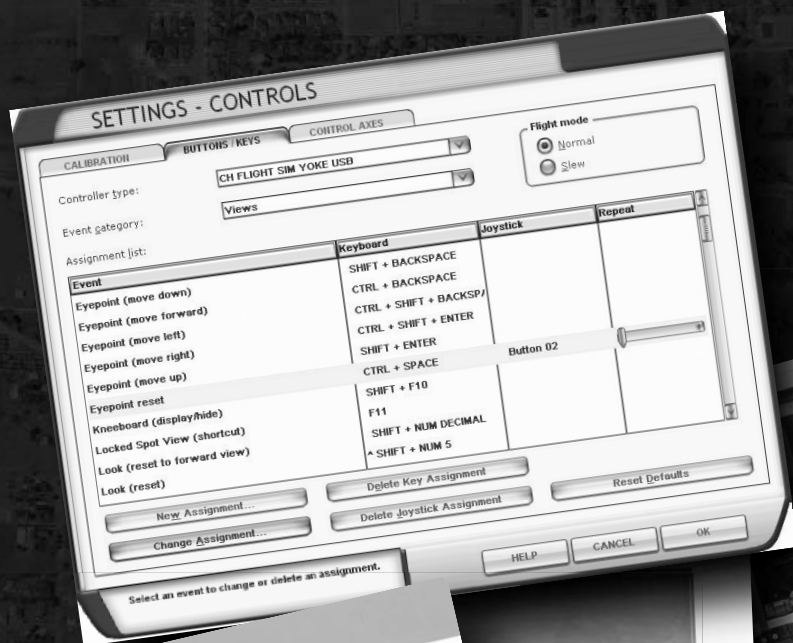 SETTINGS - CONTROLS
CALIBRATION BUTTONS / KEYS CONTROL AXES
Controller type: CH FLIGHT SIM YOKE USB
Flight mode
Normal
Slew
Event category: Views
Assignment list:
Event Keyboard Joystick Repeat
Eyepoint (move down) SHIFT + BACKSPACE
Eyepoint (move forward) CTRL + BACKSPACE
Eyepoint (move left) CTRL + SHIFT + BACKSP/
Eyepoint (move right) CTRL + SHIFT + ENTER
Eyepoint (move up) SHIFT + ENTER
Eyepoint reset CTRL + SPACE Button 02
Kneeboard (display/hide) SHIFT + F10
Locked Spot View (shortcut) F11
Look (reset to forward view) SHIFT + NUM DECIMAL
Look (reset) ^ SHIFT + NUM 5
New Assignment... Delete Key Assignment Reset Defaults
Change Assignment... Delete Joystick Assignment
HELP CANCEL OK
Select an event to change or delete an assignment.